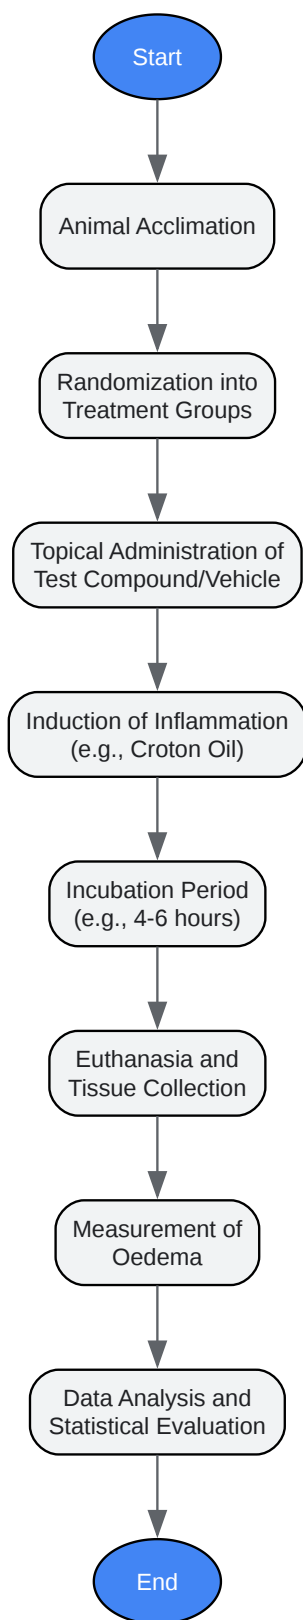 Start
Animal Acclimation
Randomization into
Treatment Groups
Topical Administration of
Test Compound/Vehicle
Induction of Inflammation
(e.g., Croton Oil)
Incubation Period
(e.g., 4-6 hours)
Euthanasia and
Tissue Collection
Measurement of
Oedema
Data Analysis and
Statistical Evaluation
End